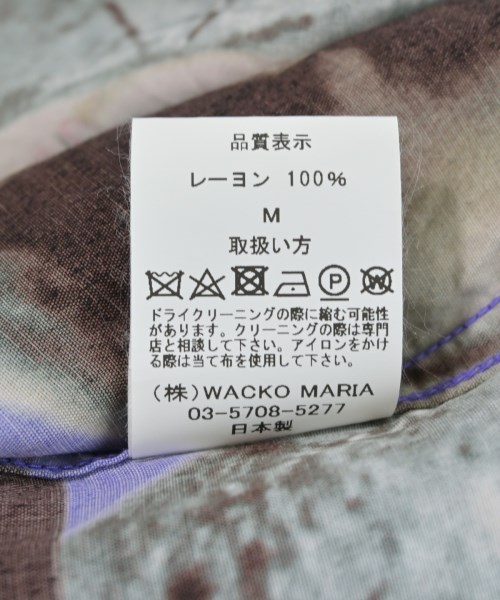 品質表示
レーヨン 100%
M
取扱い方
P W
ドライクリーニングの際に縮む可能性
があります。クリーニングの際は専門
店と相談して下さい。アイロンをかけ
る際は当て布を使用して下さい。
(株)WACKO MARIA
03-5708-5277
日本製